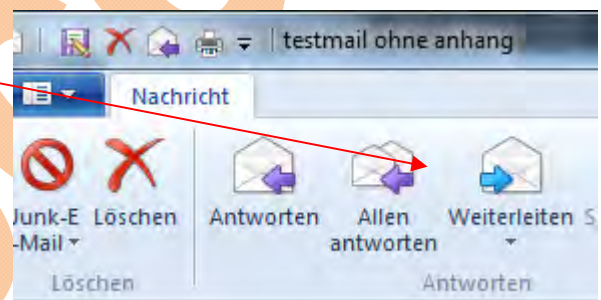 testmail ohne anhang
Nachricht
Junk-E
-Mail
Löschen
Antworten
Allen
antworten
Weiterleiten
Löschen
Antworten